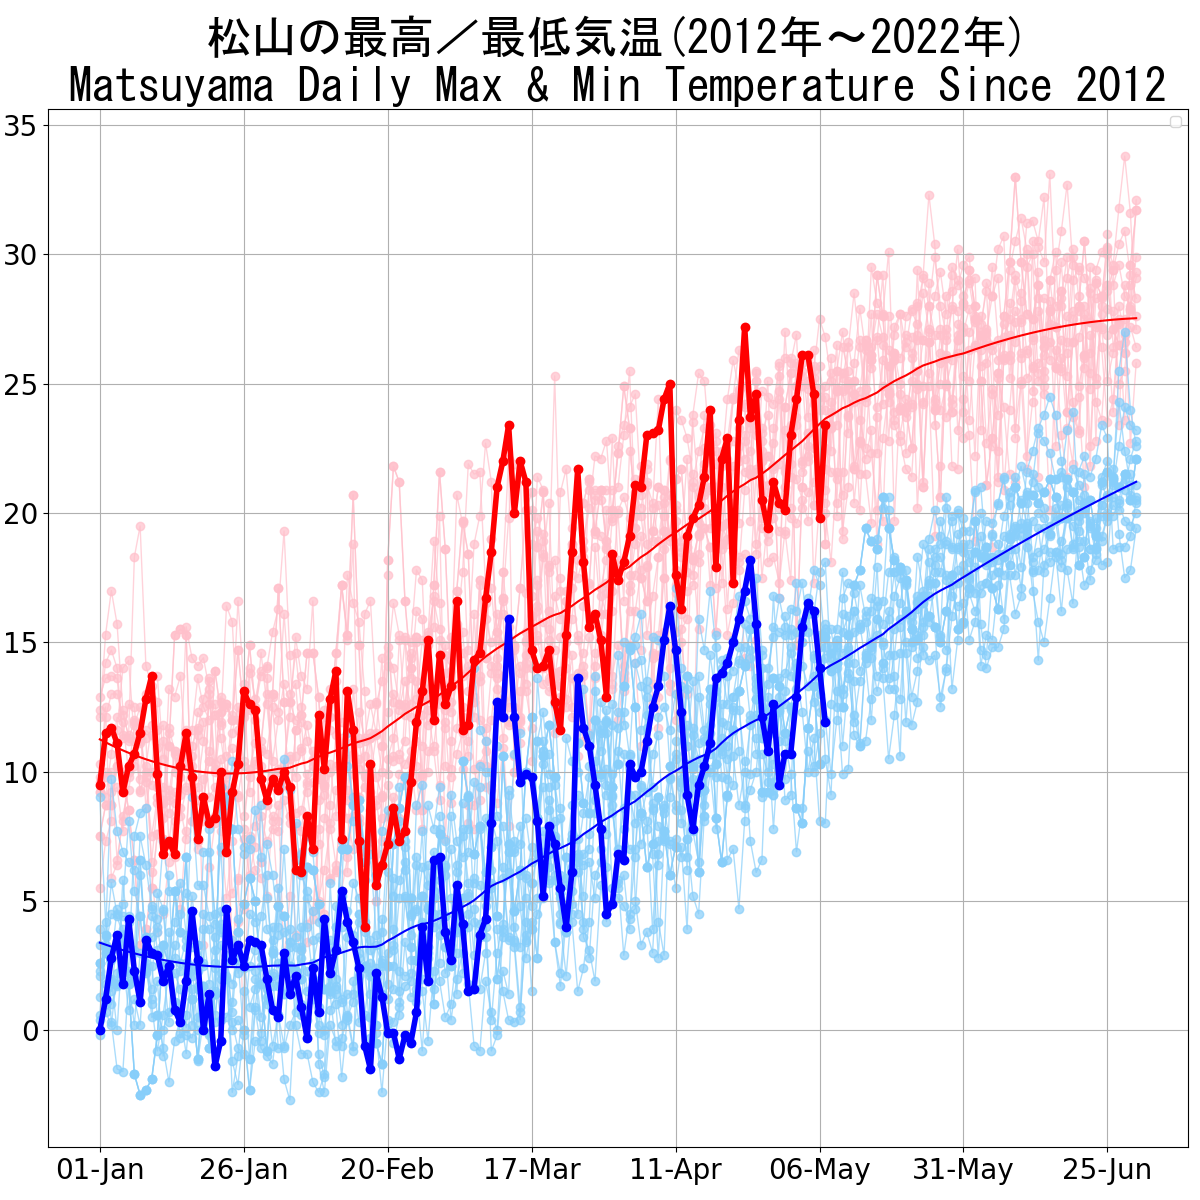 松山の最高／最低気温(2012年〜2022年)
Matsuyama Daily Max & Min Temperature Since 2012
35
30
25
20
15
10
5
0
01-Jan 26-Jan 20-Feb 17-Mar 11-Apr 06-May 31-May 25-Jun